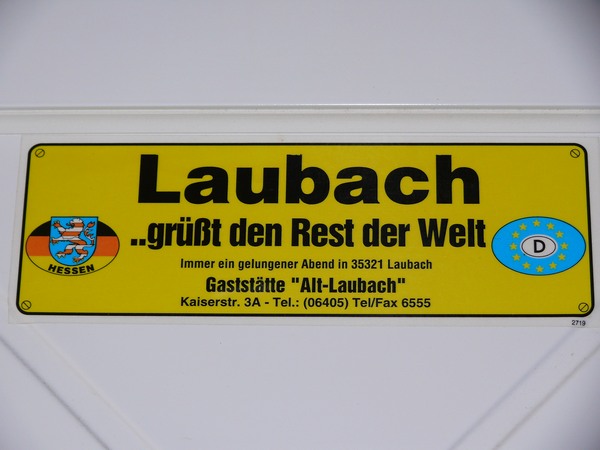 Laubach
..grüßt den Rest der Welt
HESSEN
D
Immer ein gelungener Abend in 35321 Laubach
Gaststätte "Alt-Laubach"
Kaiserstr. 3A - Tel.: (06405) Tel/Fax 6555
2719